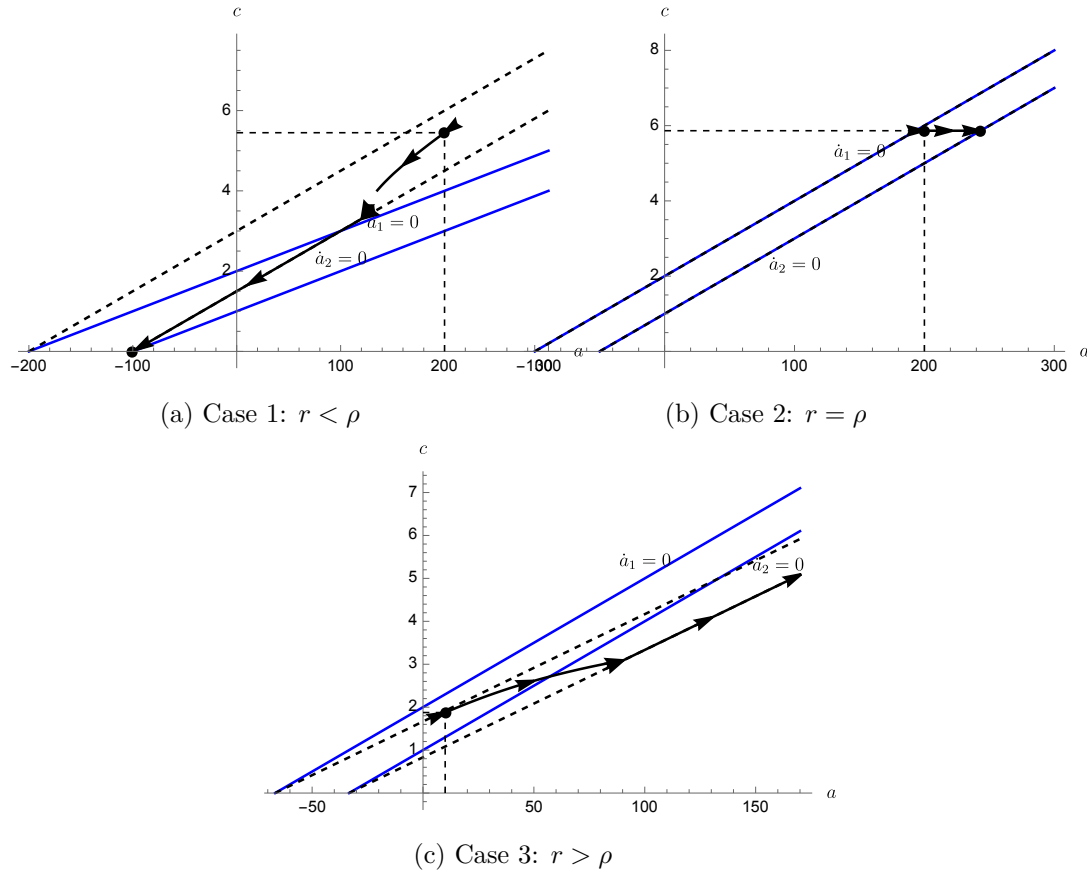 c
6
4
2
ȧ₁ = 0
ȧ₂ = 0
−200 −100 100 200 300 a
(a) Case 1: r < ρ
c
8
6
4
2
ȧ₁ = 0
ȧ₂ = 0
−100 100 200 300 a
(b) Case 2: r = ρ
c
7
6
5
4
3
2
1
ȧ₁ = 0
ȧ₂ = 0
−50 50 100 150 a
(c) Case 3: r > ρ